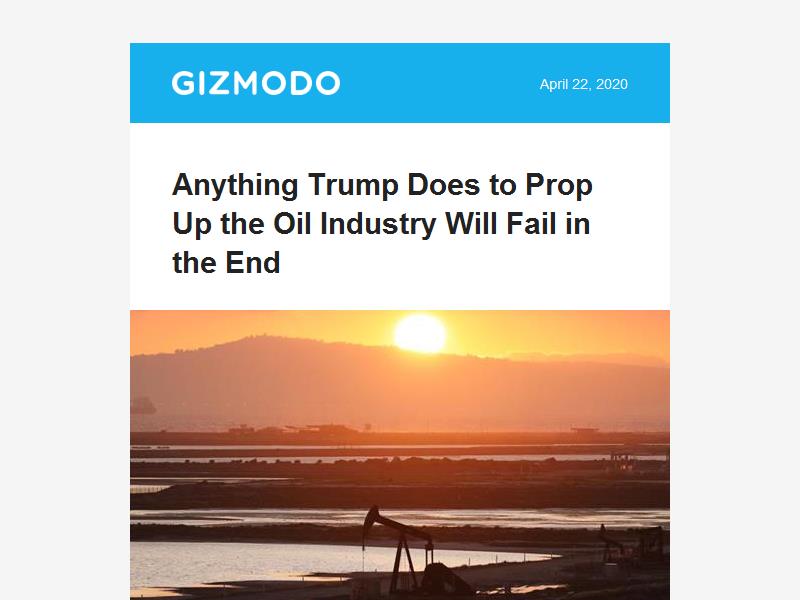 GIZMODO
April 22, 2020
Anything Trump Does to Prop
Up the Oil Industry Will Fail in
the End